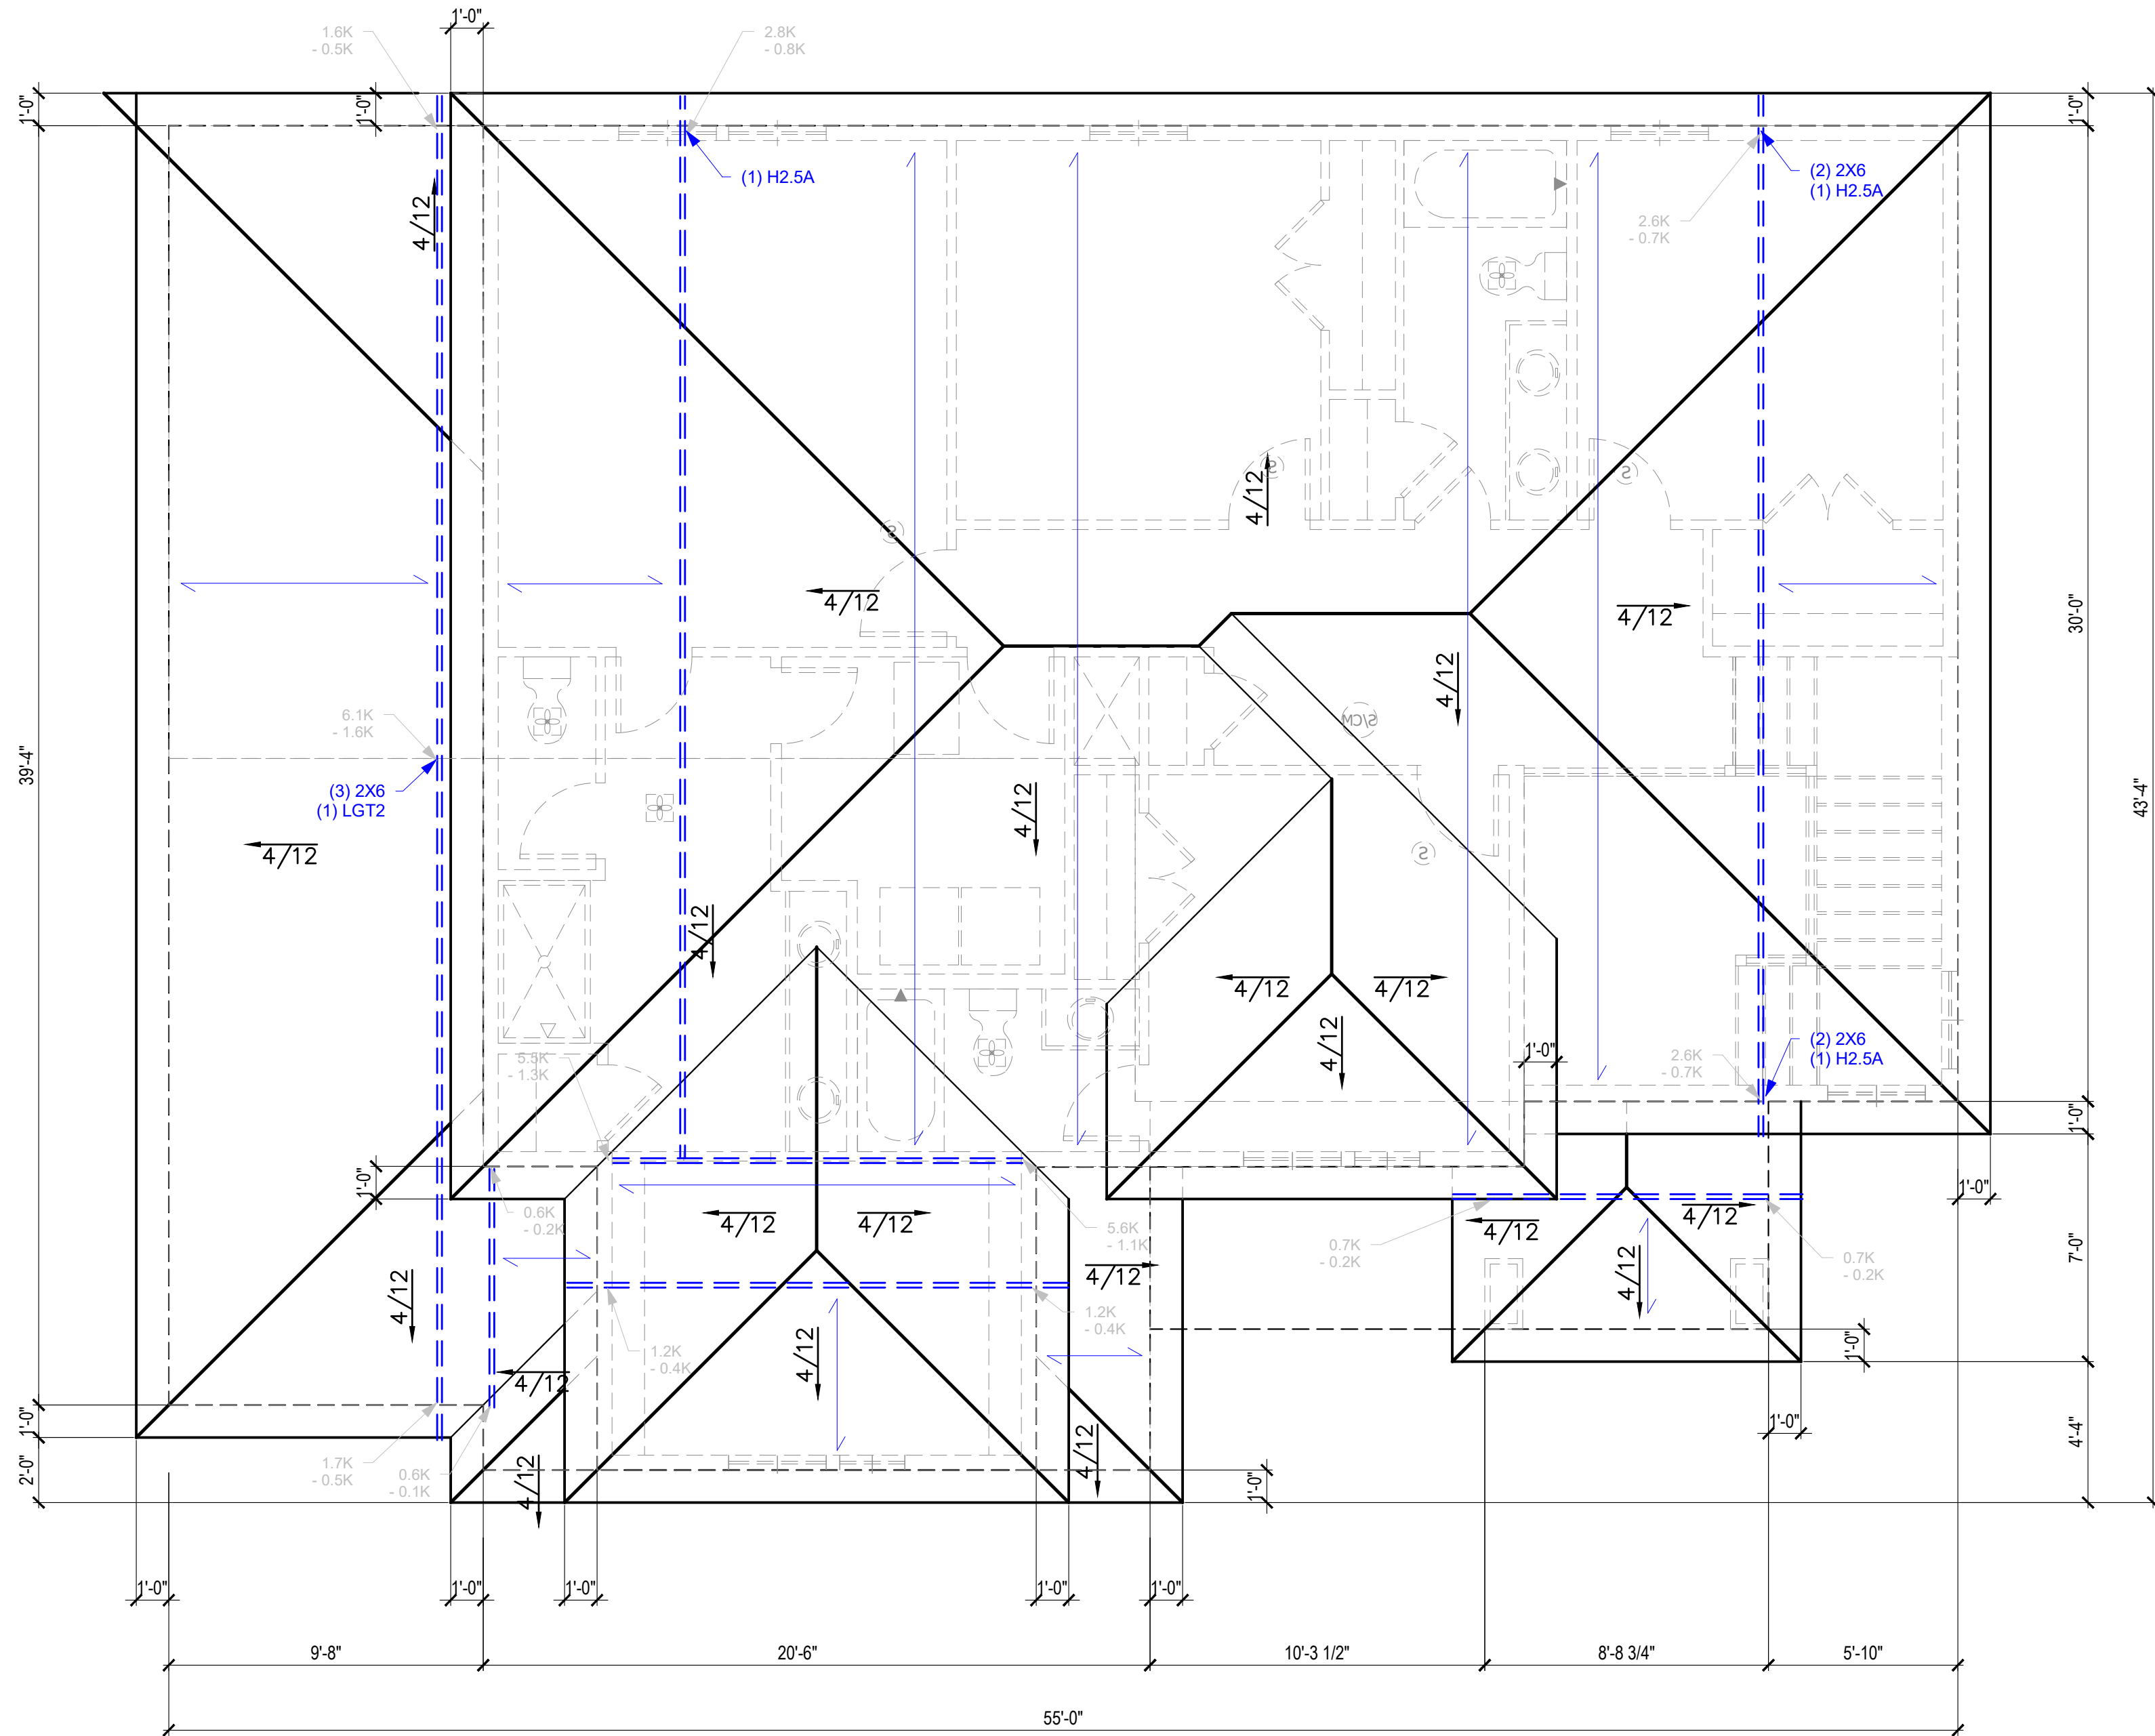 1'-0"
1.6K
- 0.5K
2.8K
- 0.8K
1'-0"
1'-0"
1'-0"
(1) H2.5A
(2) 2X6
(1) H2.5A
4/12
2.6K
- 0.7K
S
S
S
4/12
4/12
4/12
30'-0"
4/12
6.1K
- 1.6K
S/CM
39'-4"
(3) 2X6
(1) LGT2
4/12
43'-4"
4/12
S
4/12
4/12
4/12
4/12
1'-0"
(2) 2X6
(1) H2.5A
2.6K
- 0.7K
5.5K
- 1.3K
1'-0"
1'-0"
1'-0"
0.6K
- 0.2K
4/12
4/12
5.6K
- 1.1K
4/12
4/12
0.7K
- 0.2K
0.7K
- 0.2K
7'-0"
4/12
4/12
4/12
1.2K
- 0.4K
1'-0"
4/12
1.2K
- 0.4K
4/12
1'-0"
1'-0"
4'-4"
4/12
2'-0"
1.7K
- 0.5K
0.6K
- 0.1K
4/12
1'-0"
1'-0"
1'-0"
1'-0"
1'-0"
1'-0"
9'-8"
20'-6"
10'-3 1/2"
8'-8 3/4"
5'-10"
55'-0"